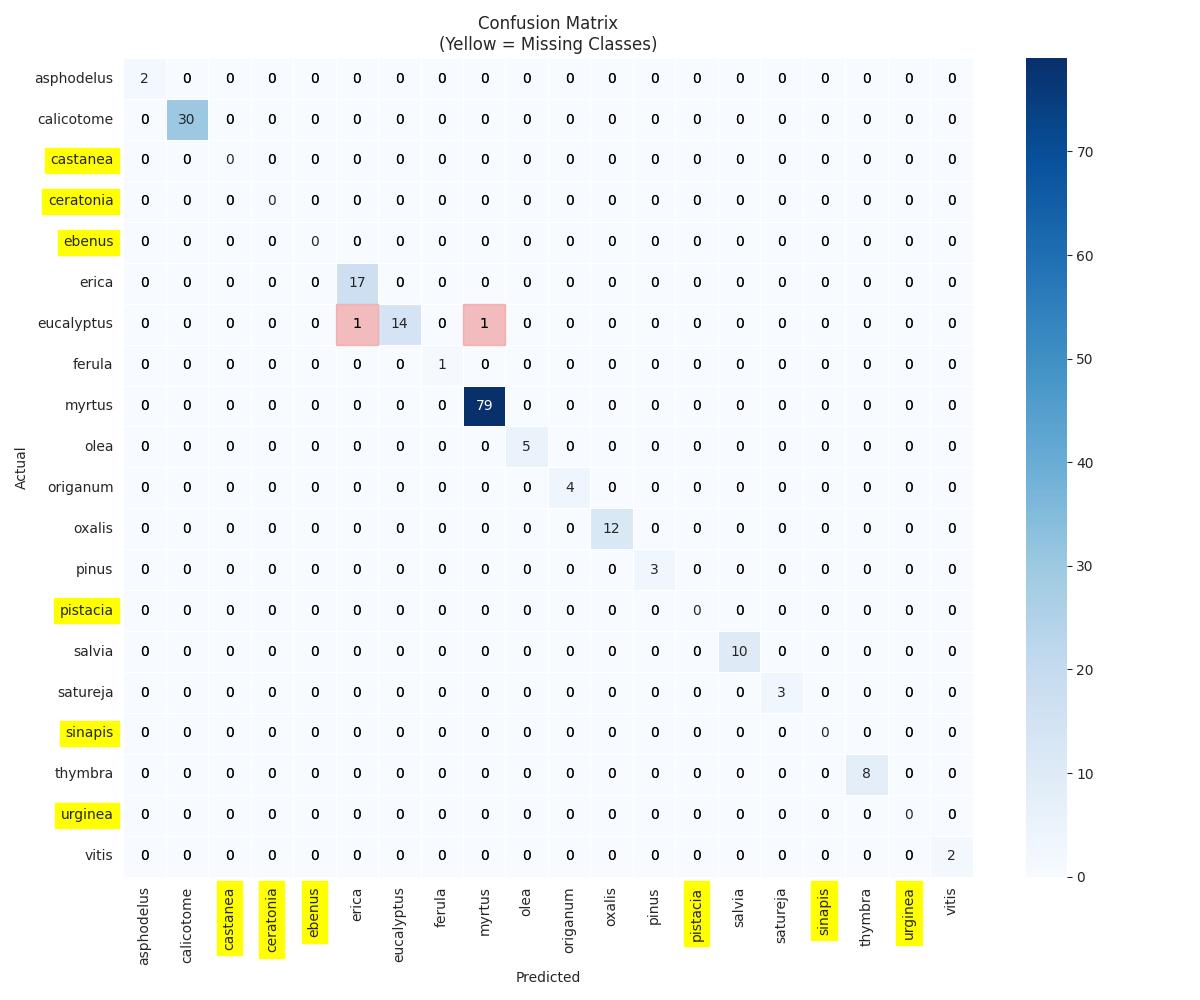 Confusion Matrix
(Yellow = Missing Classes)
asphodelus 2 0 0 0 0 0 0 0 0 0 0 0 0 0 0 0 0 0 0 0
calicotome 0 30 0 0 0 0 0 0 0 0 0 0 0 0 0 0 0 0 0 0
castanea 0 0 0 0 0 0 0 0 0 0 0 0 0 0 0 0 0 0 0 0
ceratonia 0 0 0 0 0 0 0 0 0 0 0 0 0 0 0 0 0 0 0 0
ebenus 0 0 0 0 0 0 0 0 0 0 0 0 0 0 0 0 0 0 0 0
erica 0 0 0 0 0 17 0 0 0 0 0 0 0 0 0 0 0 0 0 0
eucalyptus 0 0 0 0 0 1 14 0 1 0 0 0 0 0 0 0 0 0 0 0
ferula 0 0 0 0 0 0 0 1 0 0 0 0 0 0 0 0 0 0 0 0
myrtus 0 0 0 0 0 0 0 0 79 0 0 0 0 0 0 0 0 0 0 0
olea 0 0 0 0 0 0 0 0 0 5 0 0 0 0 0 0 0 0 0 0
origanum 0 0 0 0 0 0 0 0 0 0 4 0 0 0 0 0 0 0 0 0
oxalis 0 0 0 0 0 0 0 0 0 0 0 12 0 0 0 0 0 0 0 0
pinus 0 0 0 0 0 0 0 0 0 0 0 0 3 0 0 0 0 0 0 0
pistacia 0 0 0 0 0 0 0 0 0 0 0 0 0 0 0 0 0 0 0 0
salvia 0 0 0 0 0 0 0 0 0 0 0 0 0 0 10 0 0 0 0 0
satureja 0 0 0 0 0 0 0 0 0 0 0 0 0 0 0 3 0 0 0 0
sinapis 0 0 0 0 0 0 0 0 0 0 0 0 0 0 0 0 0 0 0 0
thymbra 0 0 0 0 0 0 0 0 0 0 0 0 0 0 0 0 0 8 0 0
urginea 0 0 0 0 0 0 0 0 0 0 0 0 0 0 0 0 0 0 0 0
vitis 0 0 0 0 0 0 0 0 0 0 0 0 0 0 0 0 0 0 0 2
Actual
asphodelus
calicotome
castanea
ceratonia
ebenus
erica
eucalyptus
ferula
myrtus
olea
origanum
oxalis
pinus
pistacia
salvia
satureja
sinapis
thymbra
urginea
vitis
Predicted
70
60
50
40
30
20
10
0